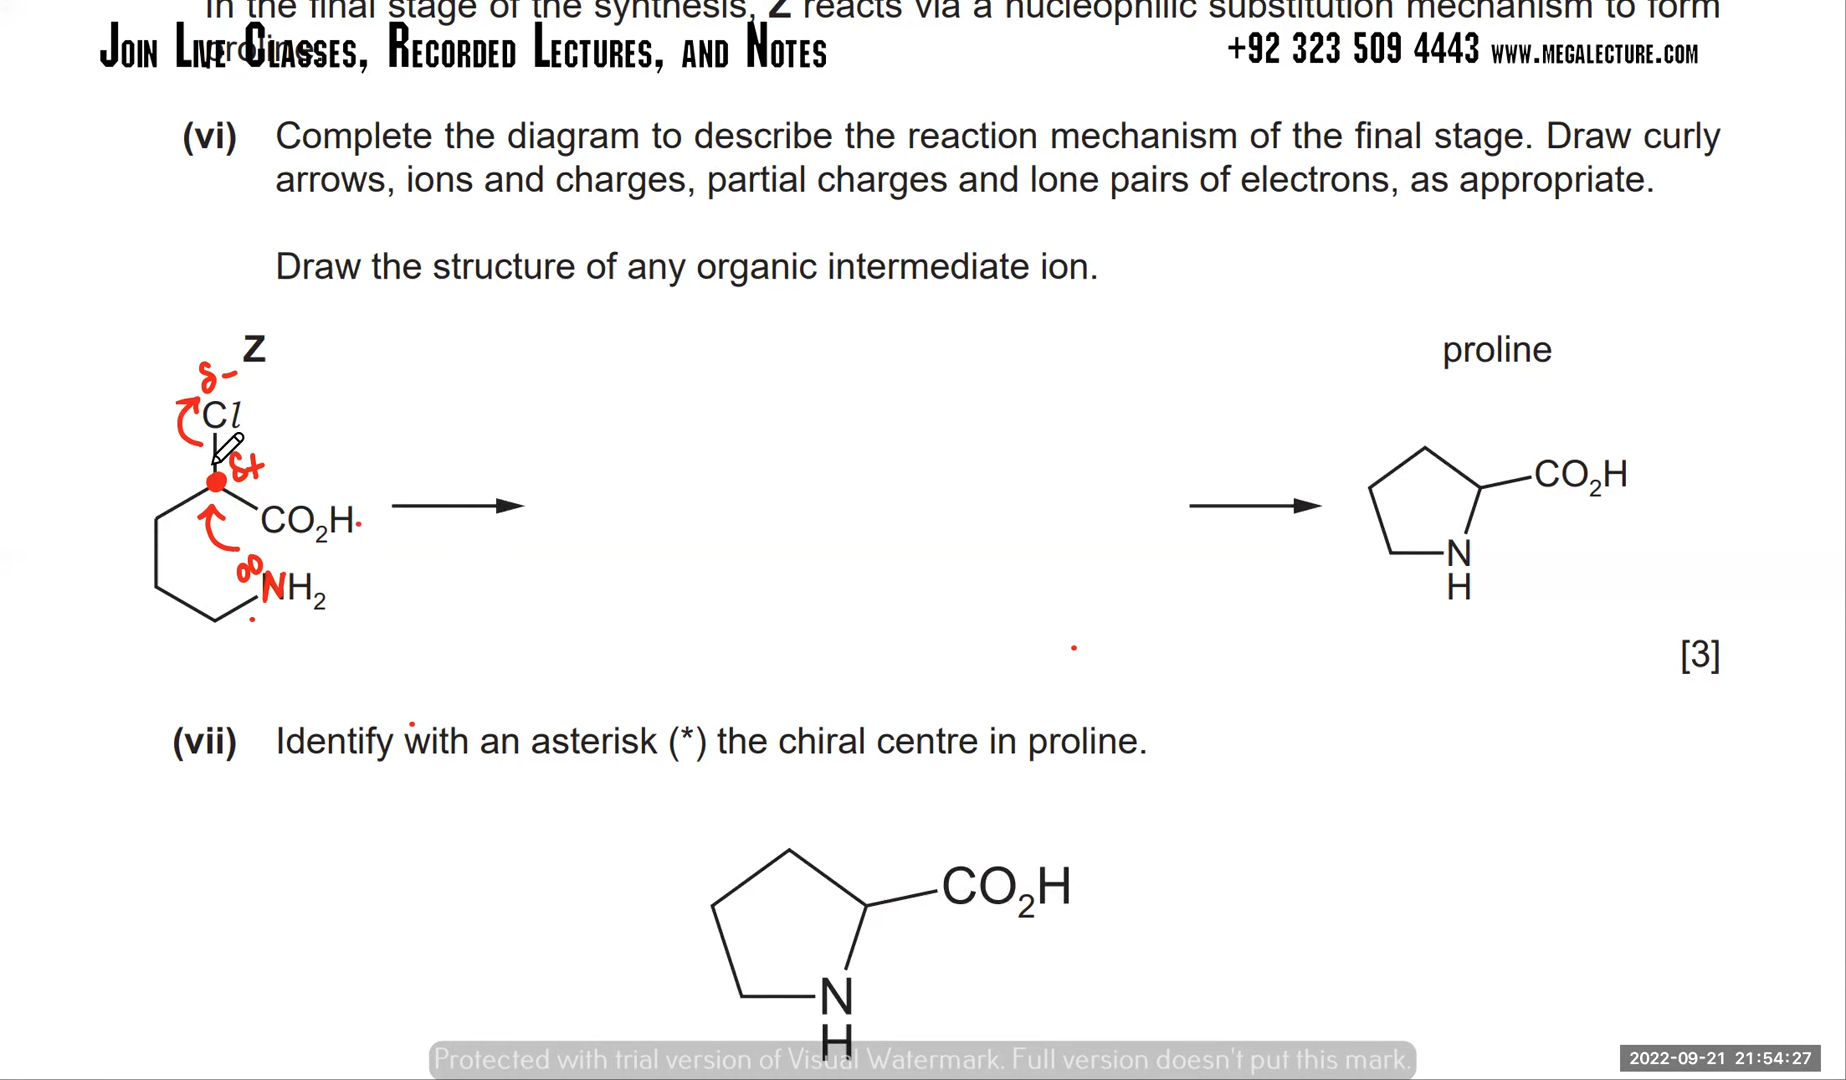 In the final stage of the synthesis, Z reacts via a nucleophilic substitution mechanism to form
proline.
Join Live Classes, Recorded Lectures, and Notes
+92 323 509 4443 www.megalecture.com
(vi) Complete the diagram to describe the reaction mechanism of the final stage. Draw curly
arrows, ions and charges, partial charges and lone pairs of electrons, as appropriate.
Draw the structure of any organic intermediate ion.
Z
δ-
Cl
δ+
CO₂H
NH₂
proline
CO₂H
N
H
[3]
(vii) Identify with an asterisk (*) the chiral centre in proline.
CO₂H
N
H
Protected with trial version of Visual Watermark. Full version doesn't put this mark.
2022-09-21 21:54:27